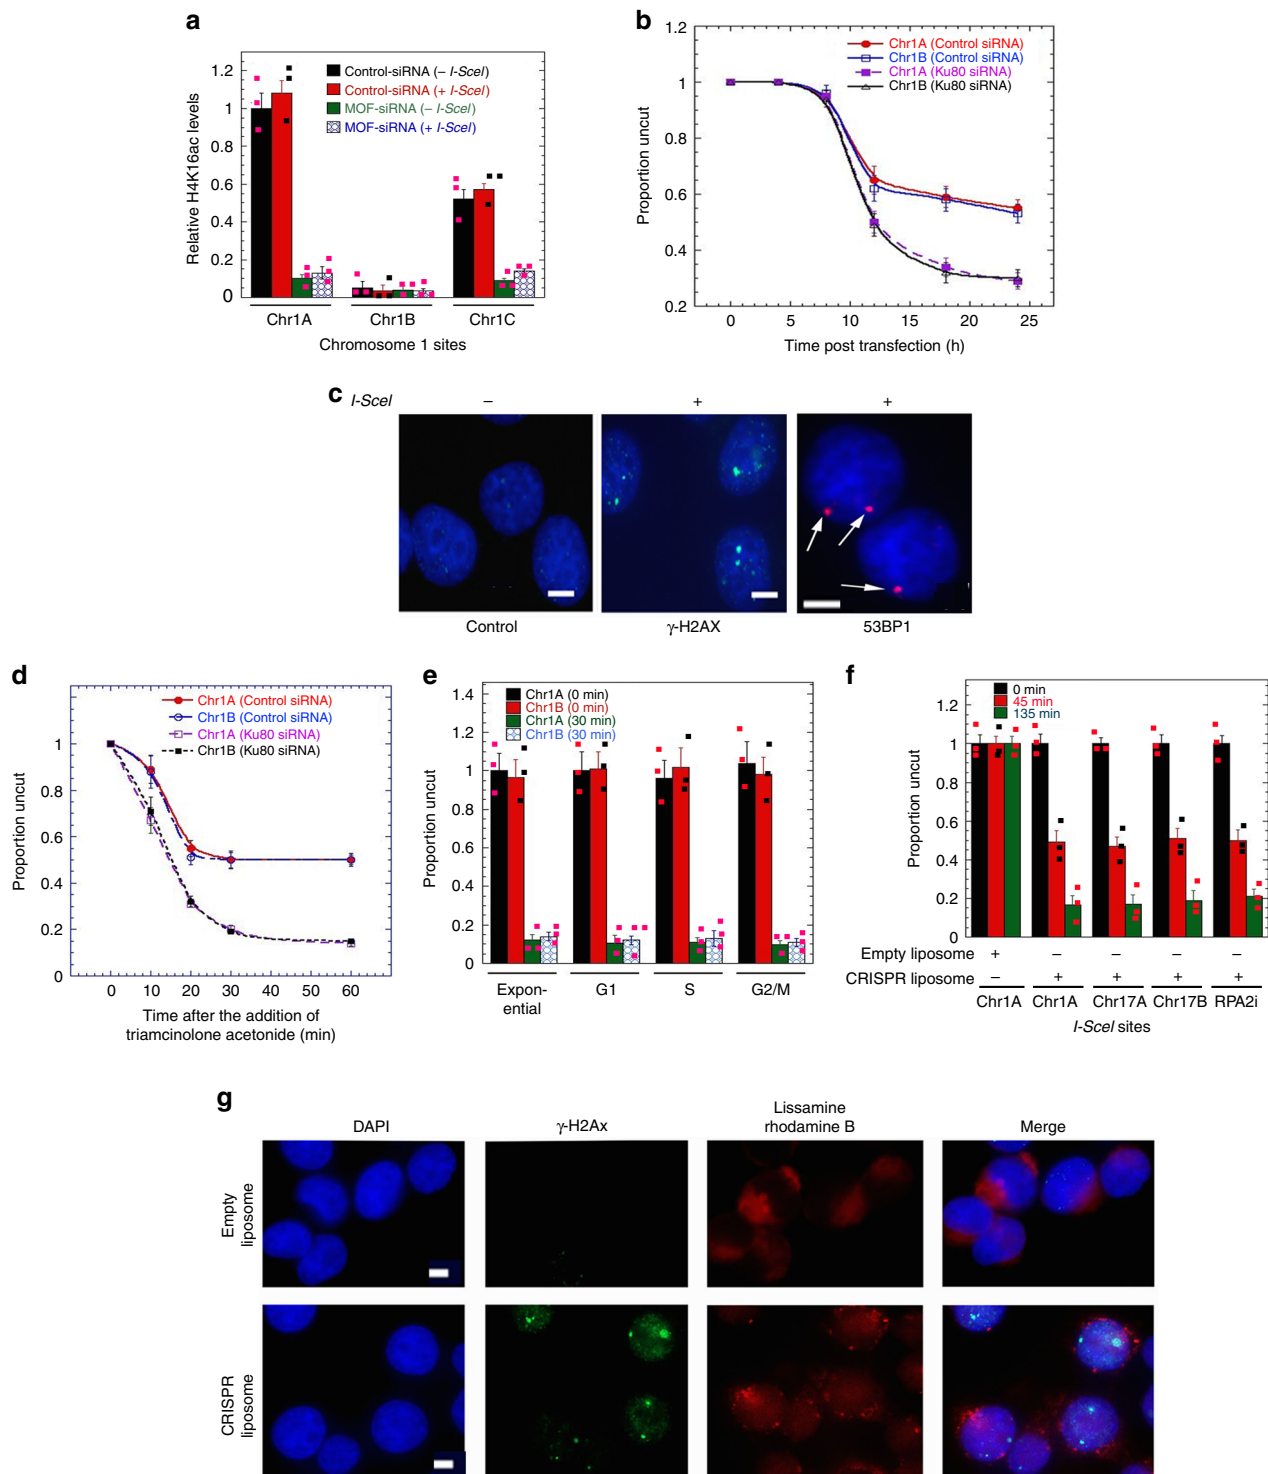 a
1.2
1
0.8
0.6
0.4
0.2
0
Relative H4K16ac levels
Control-siRNA (– I-SceI)
Control-siRNA (+ I-SceI)
MOF-siRNA (– I-SceI)
MOF-siRNA (+ I-SceI)
Chr1A Chr1B Chr1C
Chromosome 1 sites
b
1.2
1
0.8
0.6
0.4
0.2
Proportion uncut
Chr1A (Control siRNA)
Chr1B (Control siRNA)
Chr1A (Ku80 siRNA)
Chr1B (Ku80 siRNA)
0 5 10 15 20 25
Time post transfection (h)
c
I-SceI – + +
Control γ-H2AX 53BP1
d
1
0.8
0.6
0.4
0.2
0
Proportion uncut
Chr1A (Control siRNA)
Chr1B (Control siRNA)
Chr1A (Ku80 siRNA)
Chr1B (Ku80 siRNA)
0 10 20 30 40 50 60
Time after the addition of
triamcinolone acetonide (min)
e
1.4
1.2
1
0.8
0.6
0.4
0.2
0
Proportion uncut
Chr1A (0 min)
Chr1B (0 min)
Chr1A (30 min)
Chr1B (30 min)
Expon-
ential
G1 S G2/M
f
1.2
1
0.8
0.6
0.4
0.2
0
Proportion uncut
0 min
45 min
135 min
Empty liposome + – – – –
CRISPR liposome – + + + +
Chr1A Chr1A Chr17A Chr17B RPA2i
I-SceI sites
g
DAPI γ-H2Ax Lissamine
rhodamine B Merge
Empty
liposome
CRISPR
liposome